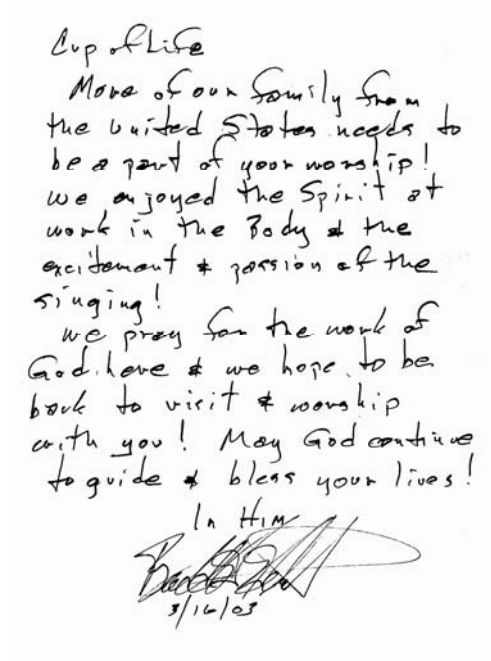 Cup of Life
More of our family from
the United States needs to
be a part of your worship!
we enjoyed the Spirit at
work in the Body & the
excitement & passion of the
singing!
we pray for the work of
God here & we hope to be
back to visit & worship
with you! May God continue
to guide & bless your lives!
In Him
3/16/03